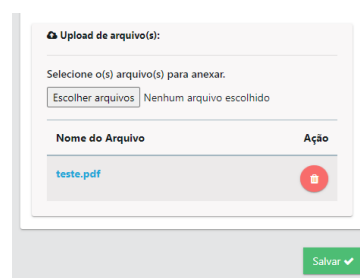 Upload de arquivo(s):
Selecione o(s) arquivo(s) para anexar.
Escolher arquivos Nenhum arquivo escolhido
Nome do Arquivo Ação
teste.pdf
Salvar